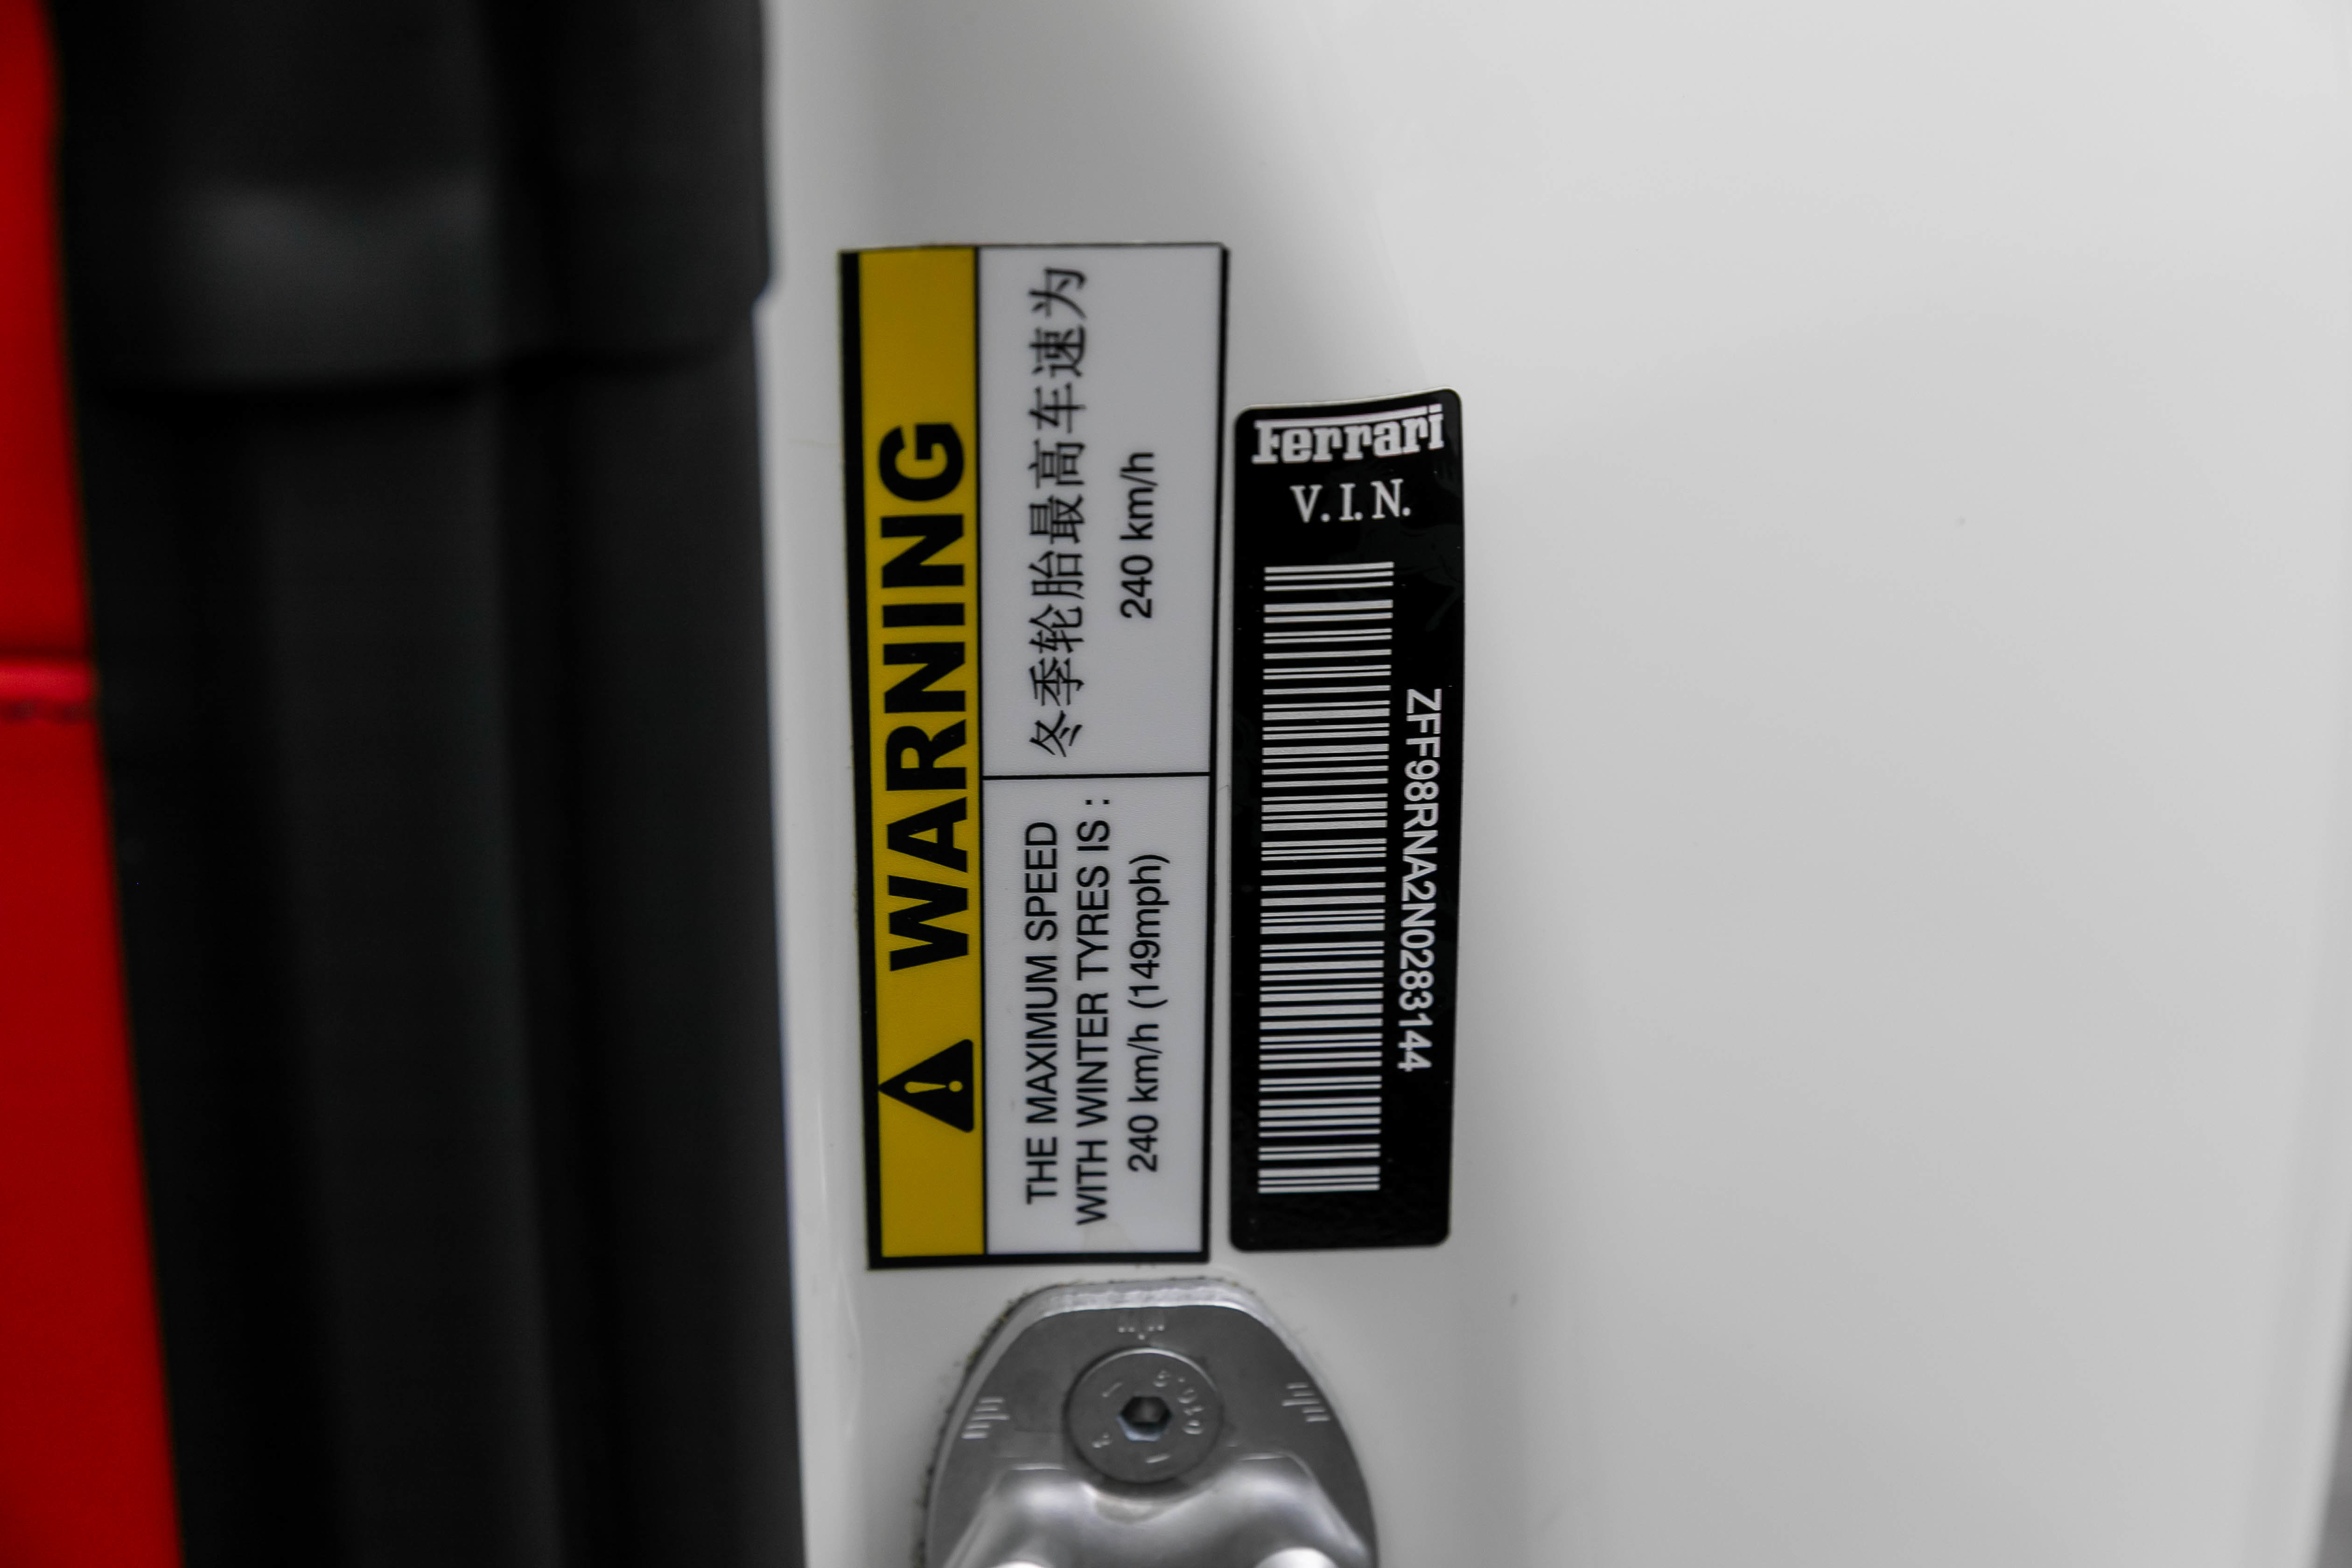 WARNING
THE MAXIMUM SPEED
WITH WINTER TYRES IS :
240 km/h (149mph)
冬季轮胎最高车速为
240 km/h
Ferrari
V.I.N.
ZFF98RNA2N0283144